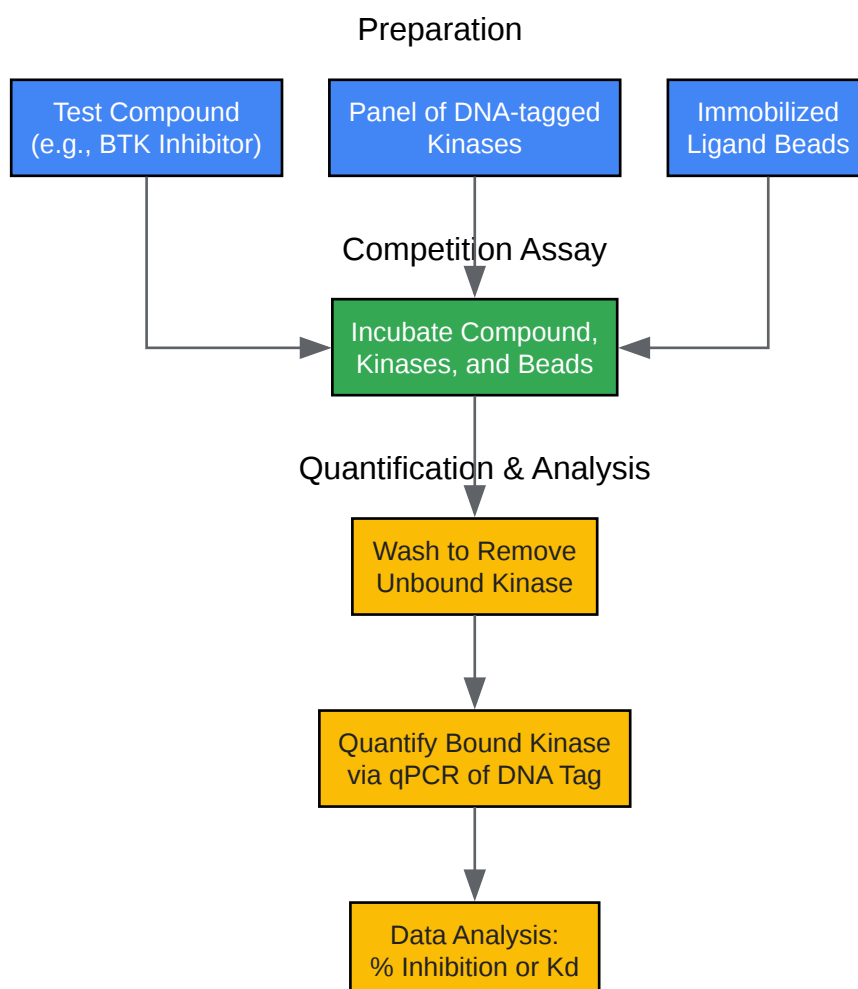 Preparation
Test Compound
(e.g., BTK Inhibitor)
Panel of DNA-tagged
Kinases
Immobilized
Ligand Beads
Competition Assay
Incubate Compound,
Kinases, and Beads
Quantification & Analysis
Wash to Remove
Unbound Kinase
Quantify Bound Kinase
via qPCR of DNA Tag
Data Analysis:
% Inhibition or Kd